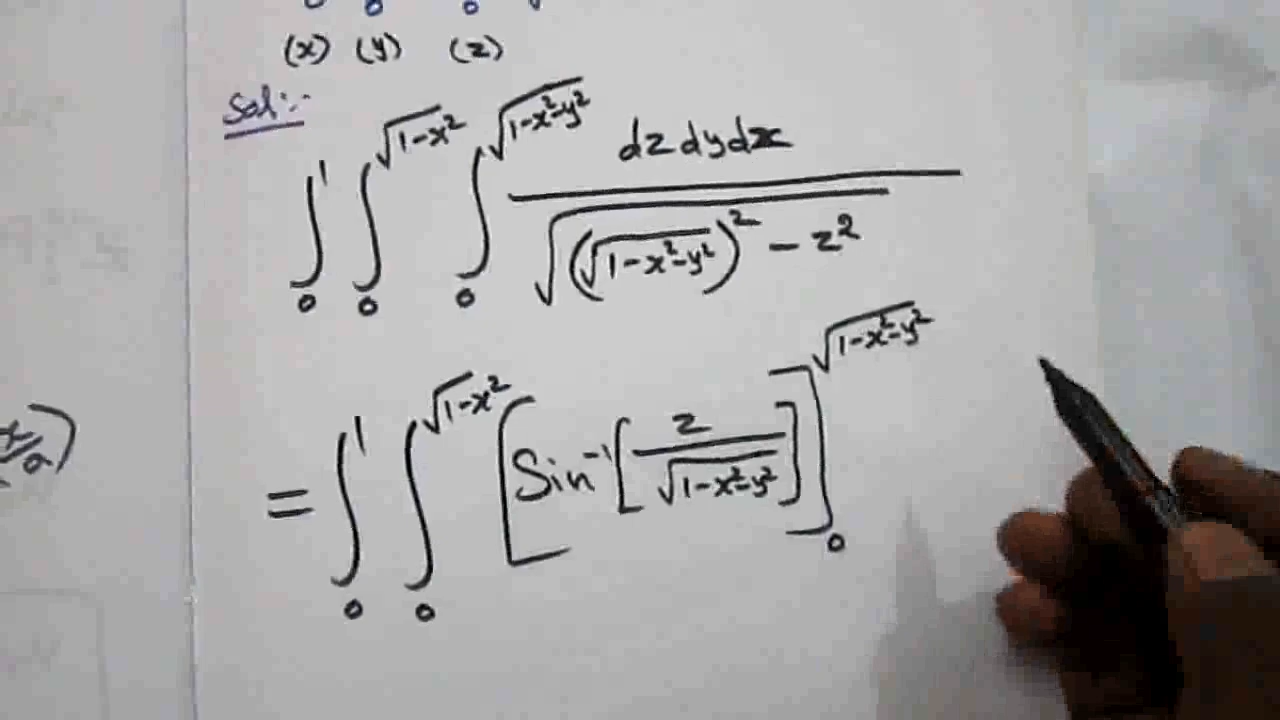 (x) (y) (z)
Sol:-
∫₀¹ ∫₀^√(1-x²) ∫₀^√(1-x²-y²) dz dy dx / √((√(1-x²-y²))² - z²)
= ∫₀¹ ∫₀^√(1-x²) [Sin⁻¹[z / √(1-x²-y²)]]₀^√(1-x²-y²)
x/a)